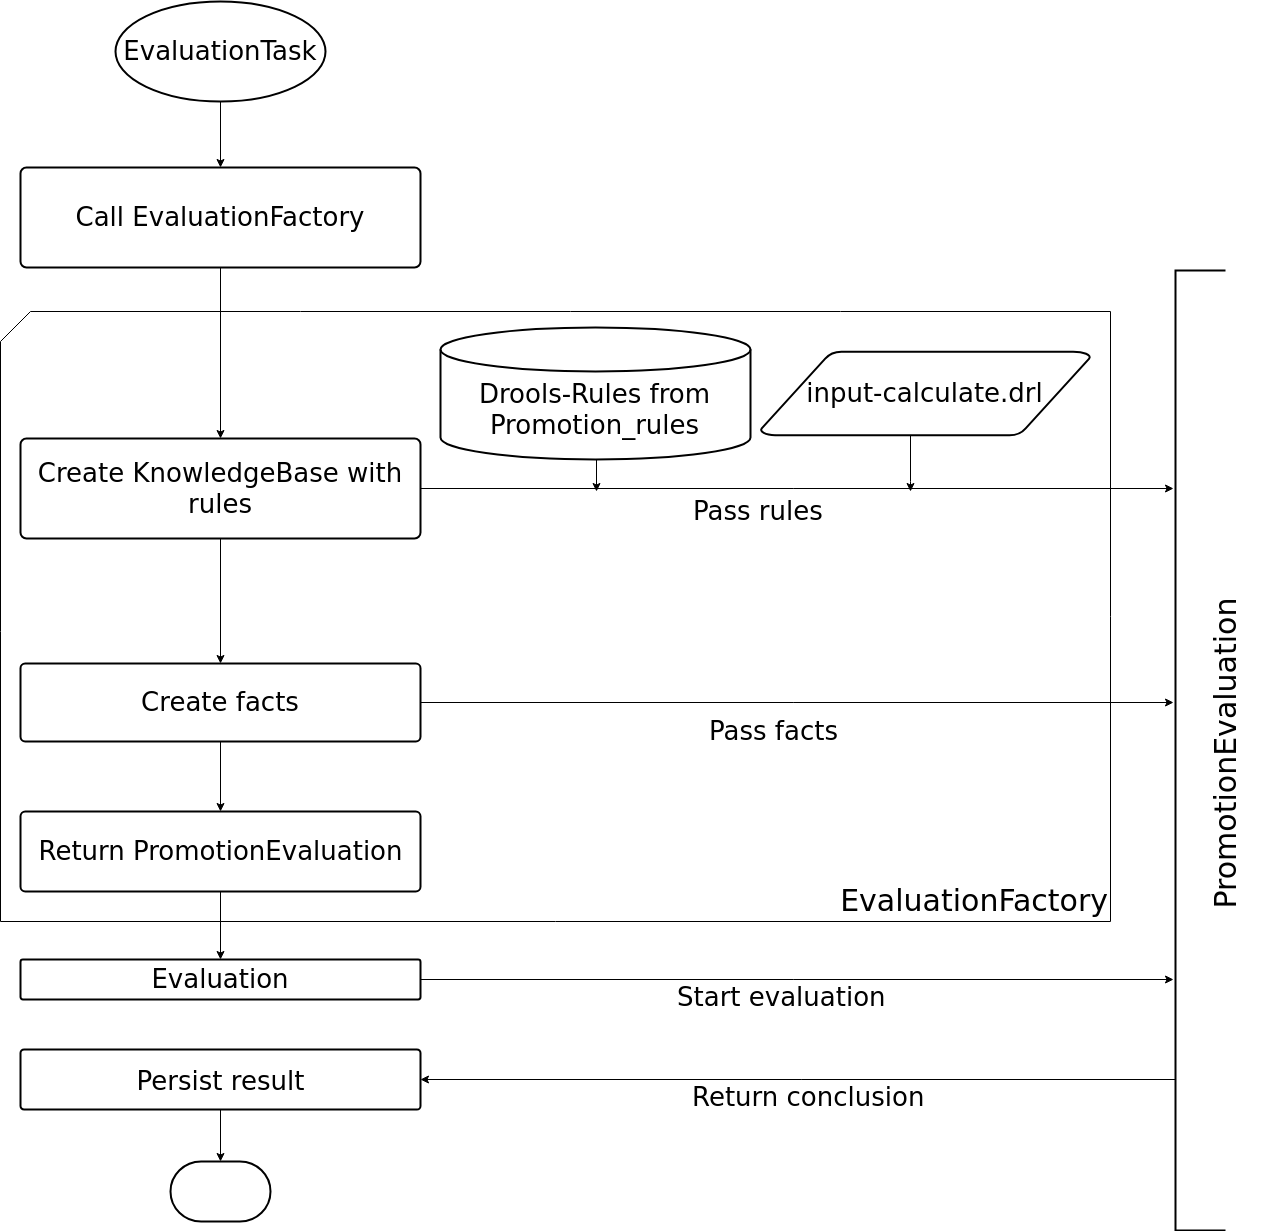 EvaluationTask
Call EvaluationFactory
Drools-Rules from
Promotion_rules
input-calculate.drl
Create KnowledgeBase with
rules
Pass rules
Create facts
Pass facts
Return PromotionEvaluation
EvaluationFactory
PromotionEvaluation
Evaluation
Start evaluation
Persist result
Return conclusion